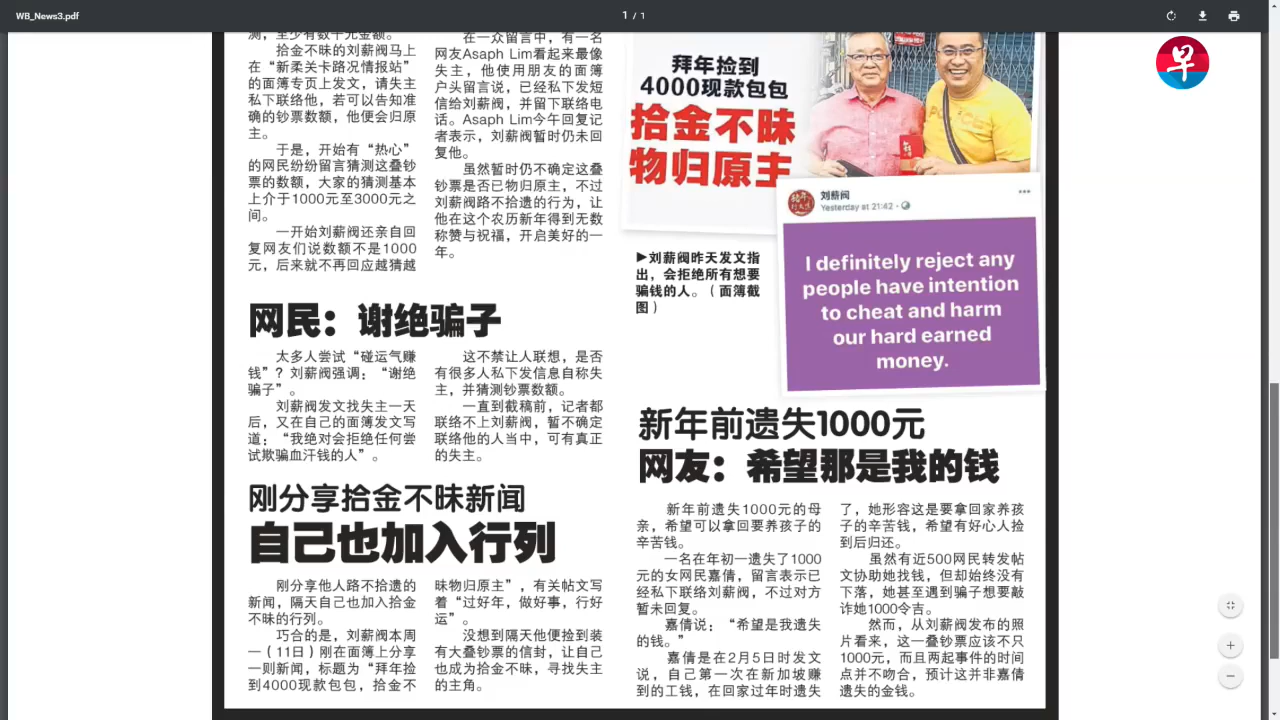 WB_News3.pdf
1 / 1
测，至少有数千元金额。
拾金不昧的刘薪阀马上
在“新柔关卡路况情报站”
的面簿专页上发文，请失主
私下联络他，若可以告知准
确的钞票数额，他便会归原
主。
于是，开始有“热心”
的网民纷纷留言猜测这叠钞
票的数额，大家的猜测基本
上介于1000元至3000元之
间。
一开始刘薪阀还亲自回
复网友们说数额不是1000
元，后来就不再回应越猜越
在一众留言中，有一名
网友Asaph Lim看起来最像
失主，他使用朋友的面簿
户头留言说，已经私下发短
信给刘薪阀，并留下联络电
话。Asaph Lim今午回复记
者表示，刘薪阀暂时仍未回
复他。
虽然暂时仍不确定这叠
钞票是否已物归原主，不过
刘薪阀路不拾遗的行为，让
他在这个农历新年得到无数
称赞与祝福，开启美好的一
年。
拜年捡到
4000现款包包
拾金不昧
物归原主
早
刘薪阀
Yesterday at 21:42
I definitely reject any
people have intention
to cheat and harm
our hard earned
money.
▶刘薪阀昨天发文指
出，会拒绝所有想要
骗钱的人。（面簿截
图）
网民：谢绝骗子
太多人尝试“碰运气赚
钱”？刘薪阀强调：“谢绝
骗子”。
刘薪阀发文找失主一天
后，又在自己的面簿发文写
道：“我绝对会拒绝任何尝
试欺骗血汗钱的人”。
这不禁让人联想，是否
有很多人私下发信息自称失
主，并猜测钞票数额。
一直到截稿前，记者都
联络不上刘薪阀，暂不确定
联络他的人当中，可有真正
的失主。
刚分享拾金不昧新闻
自己也加入行列
刚分享他人路不拾遗的
新闻，隔天自己也加入拾金
不昧的行列。
巧合的是，刘薪阀本周
一（11日）刚在面簿上分享
一则新闻，标题为“拜年捡
到4000现款包包，拾金不
昧物归原主”，有关帖文写
着“过好年，做好事，行好
运”。
没想到隔天他便捡到装
有大叠钞票的信封，让自己
也成为拾金不昧，寻找失主
的主角。
新年前遗失1000元
网友：希望那是我的钱
新年前遗失1000元的母
亲，希望可以拿回要养孩子的
辛苦钱。
一名在年初一遗失了1000
元的女网民嘉倩，留言表示已
经私下联络刘薪阀，不过对方
暂未回复。
嘉倩说：“希望是我遗失
的钱。”
嘉倩是在2月5日时发文
说，自己第一次在新加坡赚
到的工钱，在回家过年时遗失
了，她形容这是要拿回家养孩
子的辛苦钱，希望有好心人捡
到后归还。
虽然有近500网民转发帖
文协助她找钱，但却始终没有
下落，她甚至遇到骗子想要敲
诈她1000令吉。
然而，从刘薪阀发布的照
片看来，这一叠钞票应该不只
1000元，而且两起事件的时间
点并不吻合，预计这并非嘉倩
遗失的金钱。